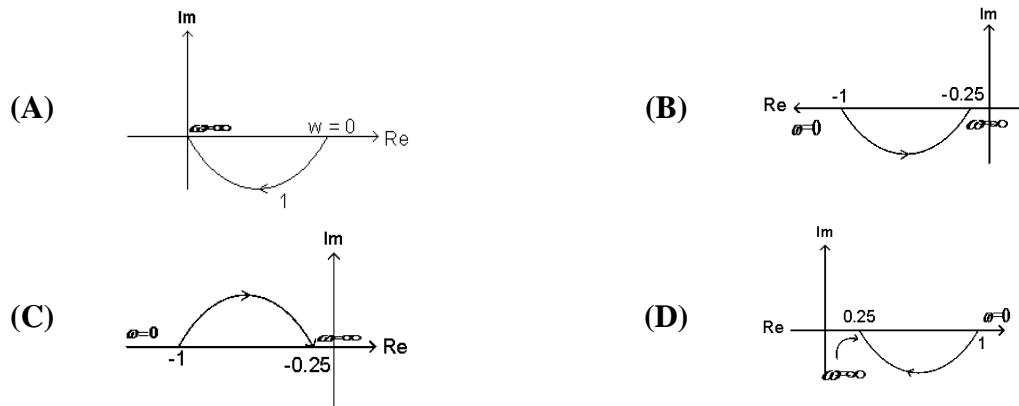 Im
(A)
w = 0
Re
1
Im
(B)
Re
-1
-0.25
ω=0
Im
(C)
ω=0
-1
-0.25
Re
Im
(D)
Re
0.25
ω=0
1